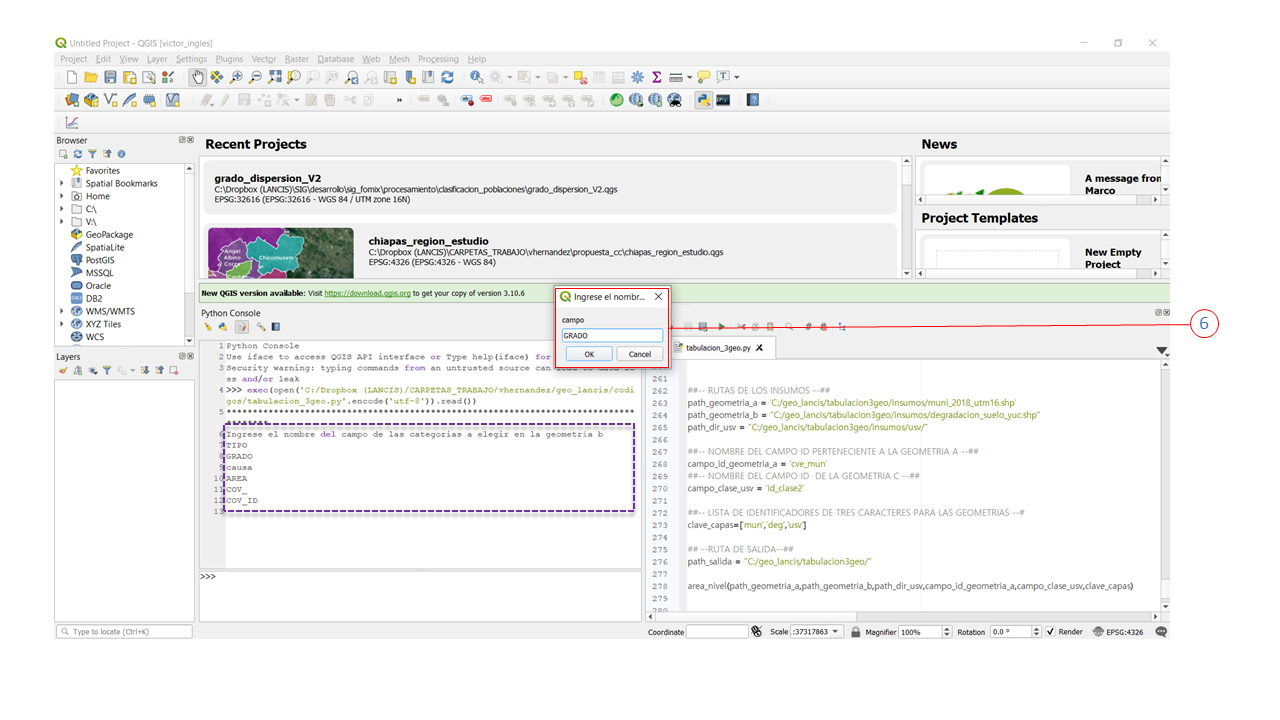 Untitled Project - QGIS [victor_ingles]
Project Edit View Layer Settings Plugins Vector Raster Database Web Mesh Processing Help
Browser
Favorites
Spatial Bookmarks
Home
C:\
V:\
GeoPackage
SpatiaLite
PostGIS
MSSQL
Oracle
DB2
WMS/WMTS
XYZ Tiles
WCS
Layers
Recent Projects
grado_dispersion_V2
C:\Dropbox (LANCIS)\SIG\desarrollo\sig_fomix\procesamiento\clasificacion_poblaciones\grado_dispersion_V2.qgs
EPSG:32616 (EPSG:32616 - WGS 84 / UTM zone 16N)
Angel
Albino
Corzo
Chicomuselo
chiapas_region_estudio
C:\Dropbox (LANCIS)\CARPETAS_TRABAJO\vhernandez\propuesta_cc\chiapas_region_estudio.qgs
EPSG:4326 (EPSG:4326 - WGS 84)
News
A message from
Marco
Project Templates
New Empty
Project
New QGIS version available: Visit https://download.qgis.org to get your copy of version 3.10.6
Python Console
1 Python Console
2 Use iface to access QGIS API interface or Type help(iface) for
3 Security warning: typing commands from an untrusted source can
ss and/or leak
4 >>> exec(open('C:/Dropbox (LANCIS)/CARPETAS_TRABAJO/vhernandez/geo_lancis/codi
gos/tabulacion_3geo.py'.encode('utf-8')).read())
5 ******************************************************************************
********
6 Ingrese el nombre del campo de las categorias a elegir en la geometria b
7 TIPO
8 GRADO
9 causa
10 AREA
11 COV_
12 COV_ID
13
>>>
Ingrese el nombr...
campo
GRADO
OK Cancel
6
tabulacion_3geo.py
261
262 ##-- RUTAS DE LOS INSUMOS --##
263 path_geometria_a = 'C:/geo_lancis/tabulacion3geo/insumos/muni_2018_utm16.shp'
264 path_geometria_b = "C:/geo_lancis/tabulacion3geo/insumos/degradacion_suelo_yuc.shp"
265 path_dir_usv = "C:/geo_lancis/tabulacion3geo/insumos/usv/"
266
267 ##-- NOMBRE DEL CAMPO ID PERTENECIENTE A LA GEOMETRIA A --##
268 campo_id_geometria_a = 'cve_mun'
269 ##-- NOMBRE DEL CAMPO ID DE LA GEOMETRIA C --##
270 campo_clase_usv = 'id_clase2'
271
272 ##-- LISTA DE IDENTIFICADORES DE TRES CARACTERES PARA LAS GEOMETRIAS --#
273 clave_capas=['mun','deg','usv']
274
275 ## --RUTA DE SALIDA--##
276 path_salida = "C:/geo_lancis/tabulacion3geo/"
277
278 area_nivel(path_geometria_a,path_geometria_b,path_dir_usv,campo_id_geometria_a,campo_clase_usv,clave_capas)
279
280
Type to locate (Ctrl+K)
Coordinate Scale :37317863 Magnifier 100% Rotation 0.0 ° Render EPSG:4326